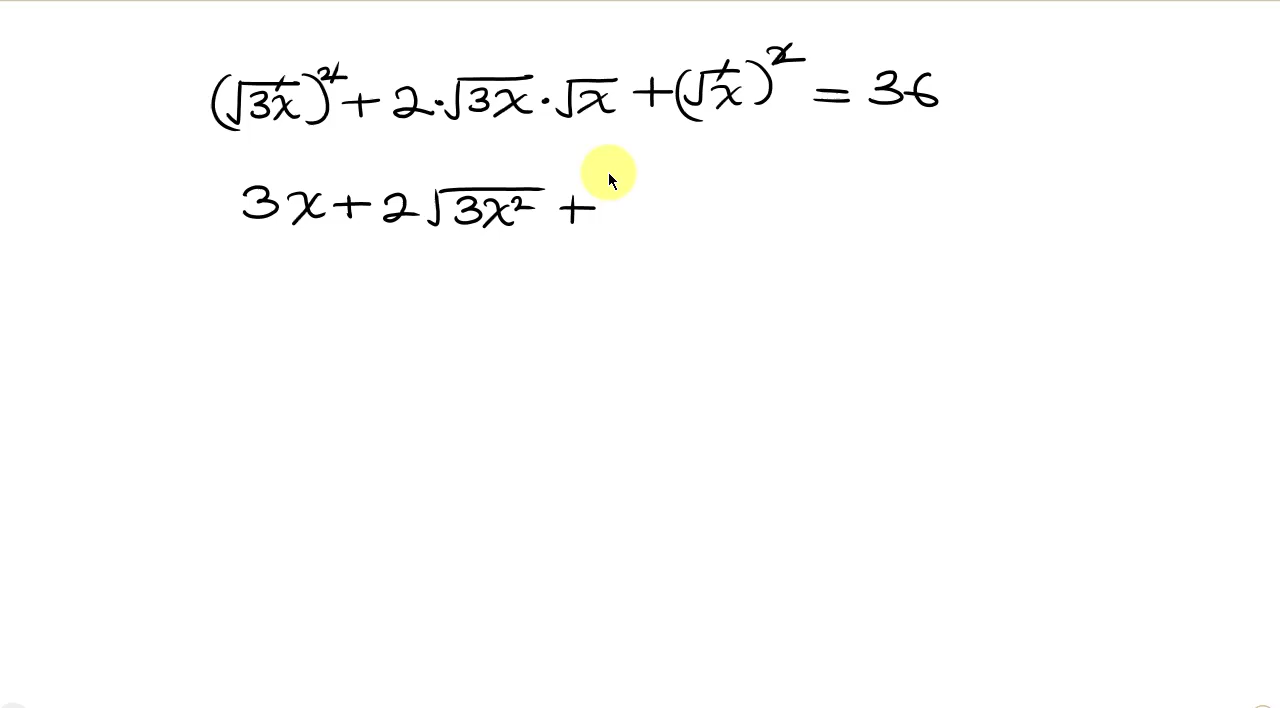 (√3x)² + 2·√3x·√x + (√x)² = 36
3x + 2√3x² +